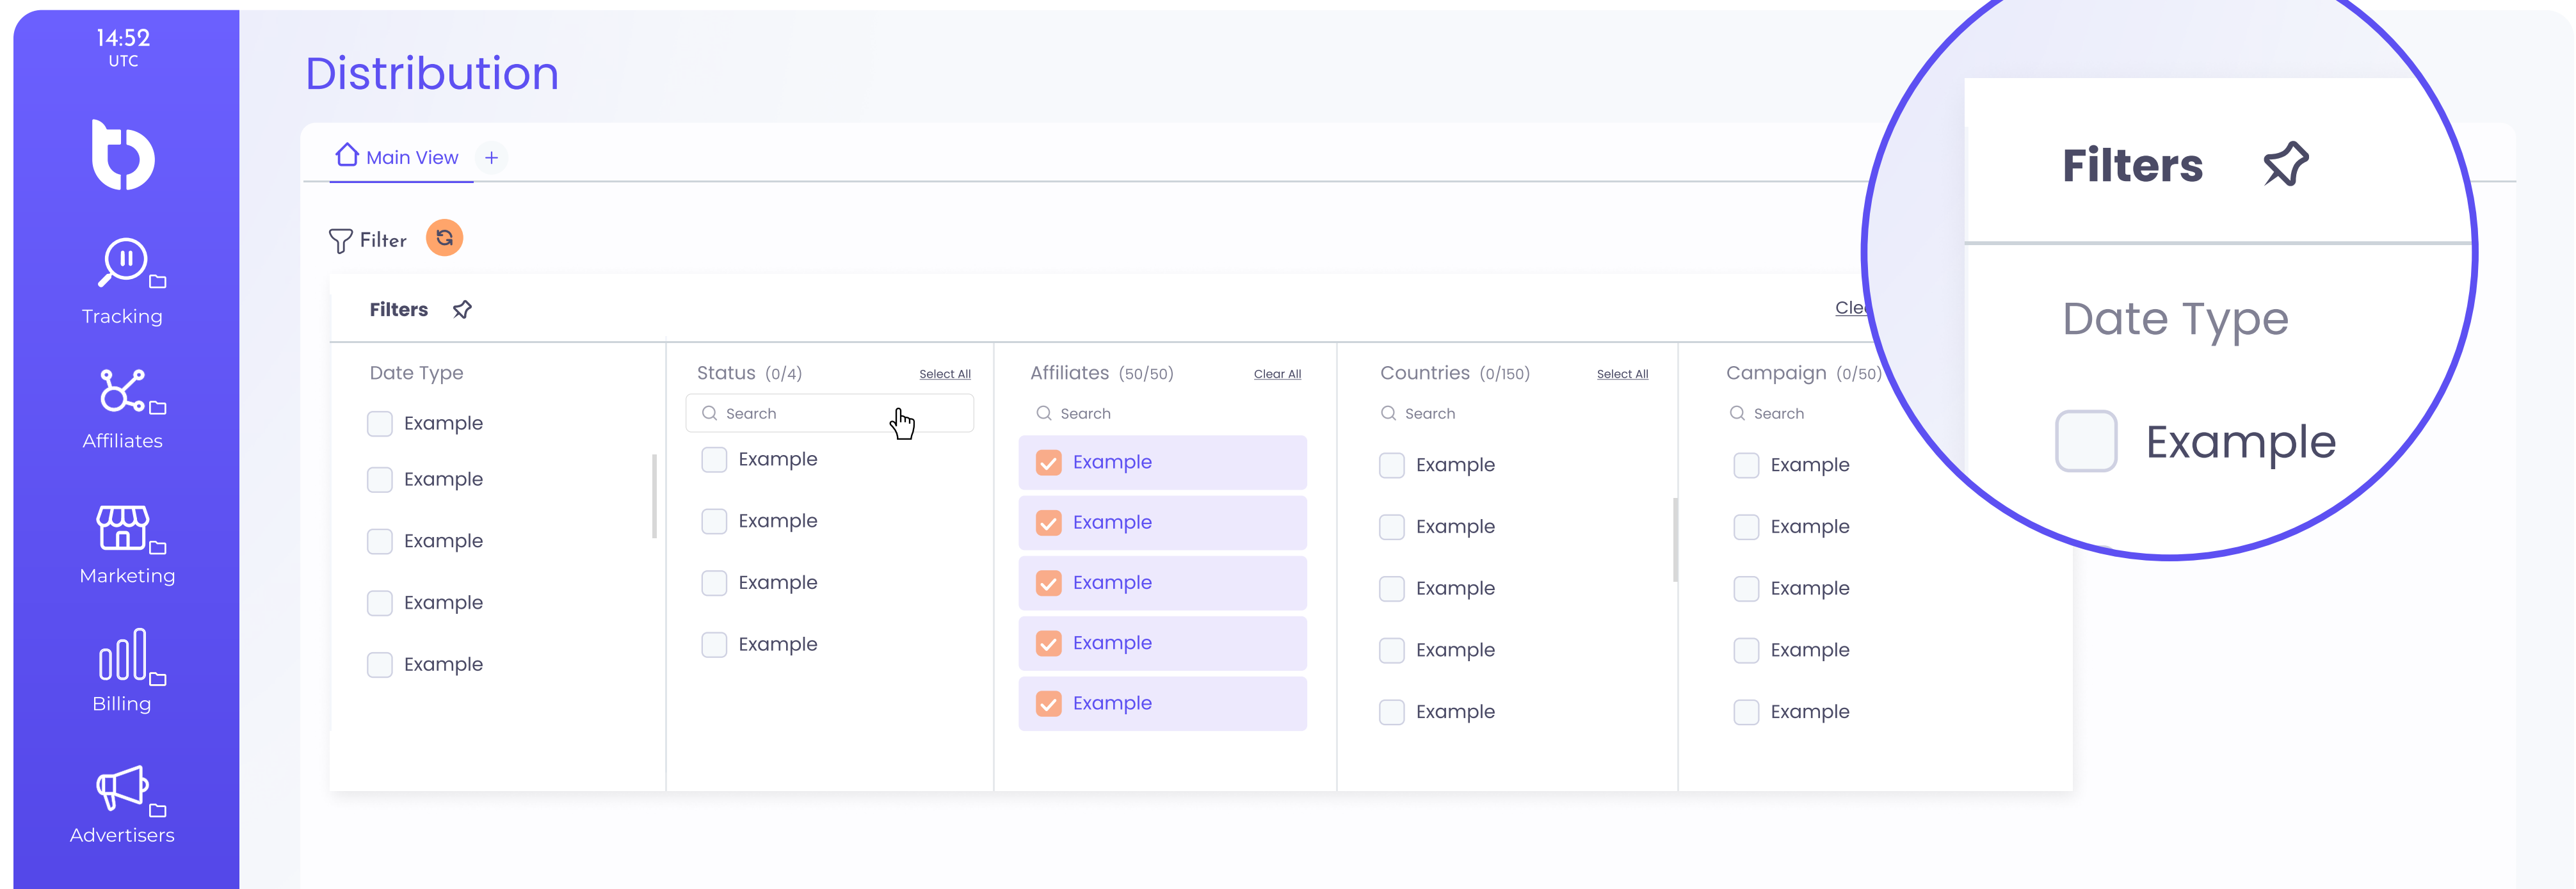 14:52
UTC
Tracking
Affiliates
Marketing
Billing
Advertisers
Distribution
Main View +
Filter
Filters
Date Type
Example
Example
Example
Example
Example
Status (0/4) Select All
Search
Example
Example
Example
Example
Affiliates (50/50) Clear All
Search
Example
Example
Example
Example
Example
Countries (0/150) Select All
Search
Example
Example
Example
Example
Example
Campaign (0/50)
Search
Example
Example
Example
Example
Example
Filters
Date Type
Example